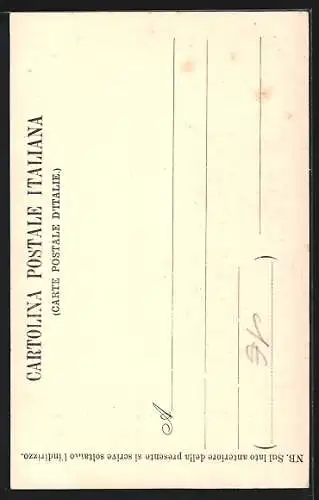 CARTOLINA POSTALE ITALIANA
(CARTE POSTALE D'ITALIE.)
A
NB. Sul lato anteriore della presente si scrive soltanto l'indirizzo.